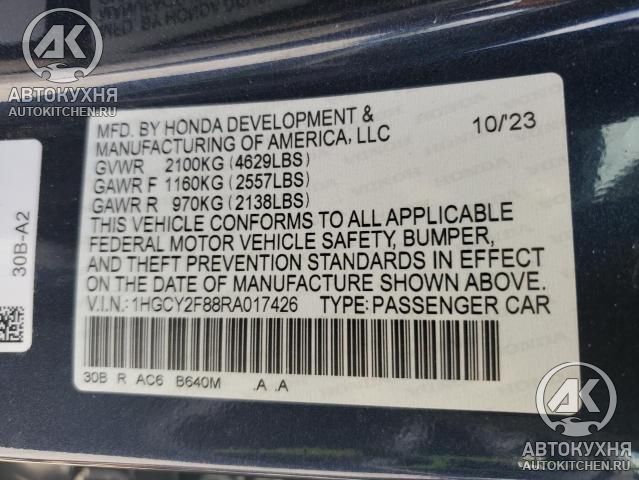 АВТОКУХНЯ
AUTOKITCHEN.RU
MFD. BY HONDA DEVELOPMENT &
MANUFACTURING OF AMERICA, LLC 10/'23
GVWR 2100KG (4629LBS)
GAWR F 1160KG (2557LBS)
GAWR R 970KG (2138LBS)
THIS VEHICLE CONFORMS TO ALL APPLICABLE
FEDERAL MOTOR VEHICLE SAFETY, BUMPER,
AND THEFT PREVENTION STANDARDS IN EFFECT
ON THE DATE OF MANUFACTURE SHOWN ABOVE.
V.I.N.: 1HGCY2F88RA017426 TYPE: PASSENGER CAR
30B R AC6 B640M .A .A
30B-A2
AK
АВТОКУХНЯ
AUTOKITCHEN.RU